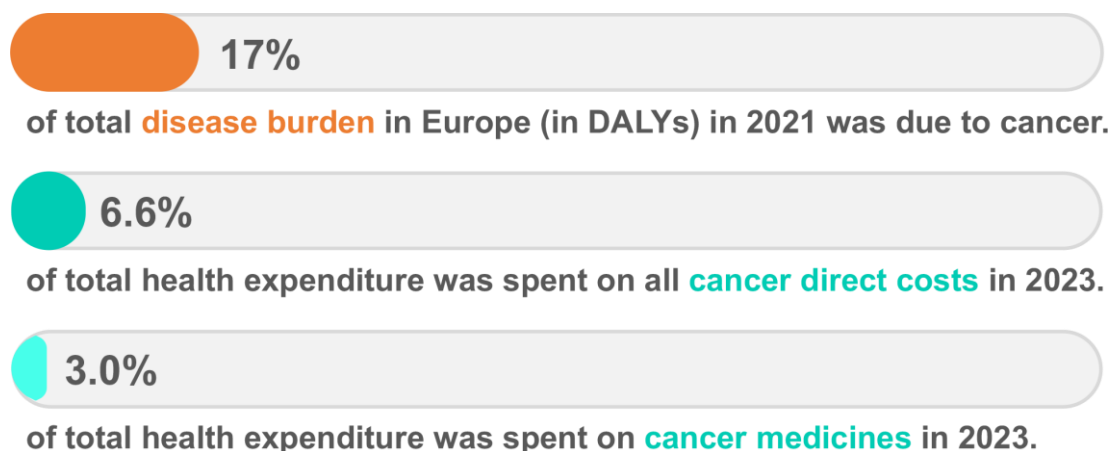 17%
of total disease burden in Europe (in DALYs) in 2021 was due to cancer.
6.6%
of total health expenditure was spent on all cancer direct costs in 2023.
3.0%
of total health expenditure was spent on cancer medicines in 2023.